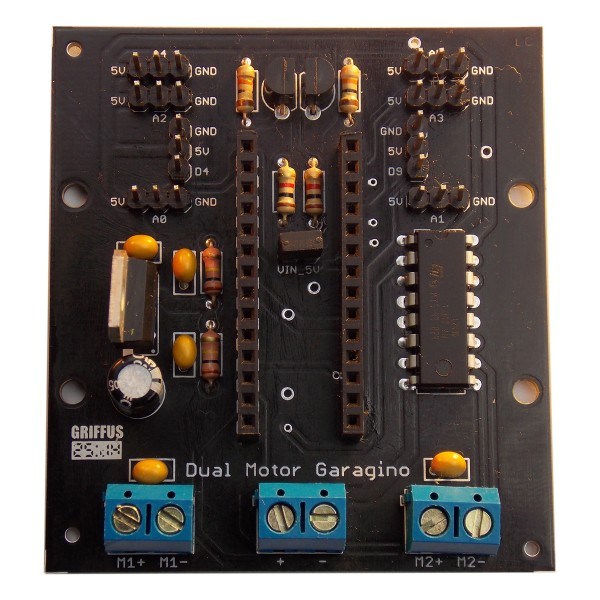 5V GND
5V GND
A2
GND
5V
D4
5V GND
A0
5V GND
5V GND
A3
GND
5V
D9
5V GND
A1
VIN_5V
GRIFFUS
Dual Motor Garagino
M1+ M1-
+ -
M2+ M2-